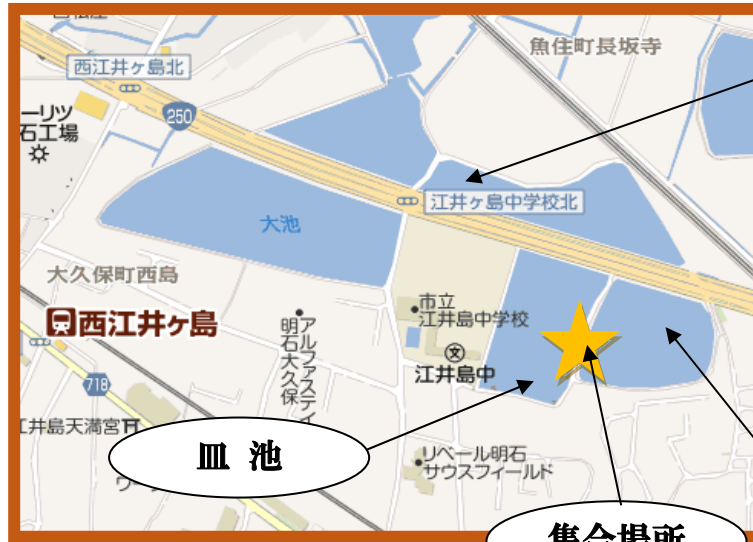 魚住町長坂寺
西江井ヶ島北
250
ーリツ
石工場
江井ヶ島中学校北
大池
大久保町西島
西江井ヶ島
市立
江井島中学校
文
江井島中
アルファステイ
明石大久保
718
江井島天満宮
皿 池
リベール明石
サウスフィールド
ワー
集合場所